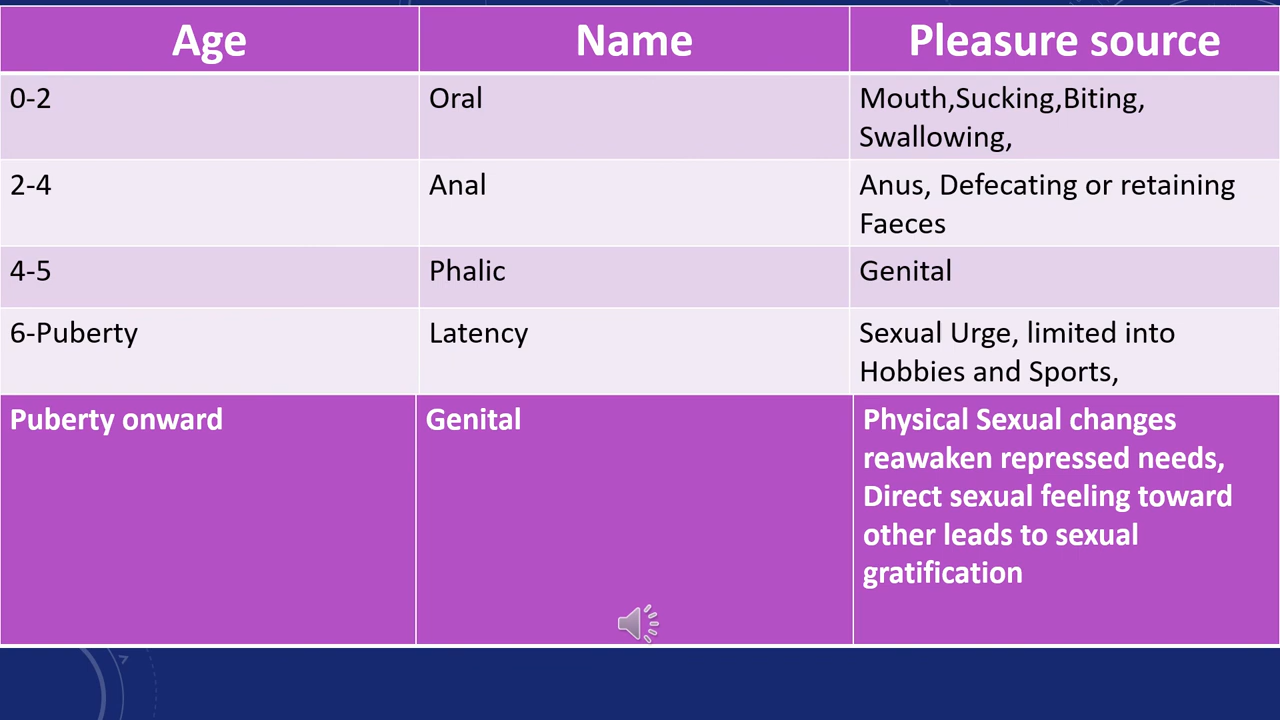 Age Name Pleasure source
0-2 Oral Mouth,Sucking,Biting,
Swallowing,
2-4 Anal Anus, Defecating or retaining
Faeces
4-5 Phalic Genital
6-Puberty Latency Sexual Urge, limited into
Hobbies and Sports,
Puberty onward Genital Physical Sexual changes
reawaken repressed needs,
Direct sexual feeling toward
other leads to sexual
gratification